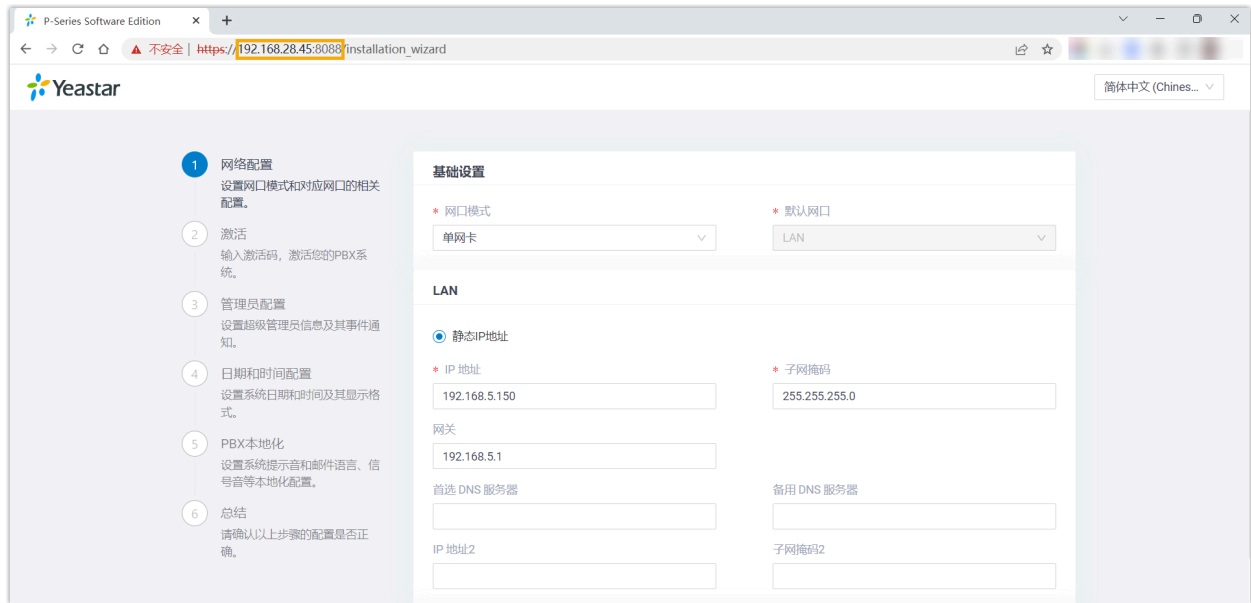 P-Series Software Edition
不安全 | https://192.168.28.45:8088/installation_wizard
Yeastar
简体中文 (Chines...
1 网络配置
设置网口模式和对应网口的相关
配置。
2 激活
输入激活码，激活您的PBX系
统。
3 管理员配置
设置超级管理员信息及其事件通
知。
4 日期和时间配置
设置系统日期和时间及其显示格
式。
5 PBX本地化
设置系统提示音和邮件语言、信
号音等本地化配置。
6 总结
请确认以上步骤的配置是否正
确。
基础设置
* 网口模式
单网卡
* 默认网口
LAN
LAN
静态IP地址
* IP 地址
192.168.5.150
* 子网掩码
255.255.255.0
网关
192.168.5.1
首选 DNS 服务器
备用 DNS 服务器
IP 地址2
子网掩码2